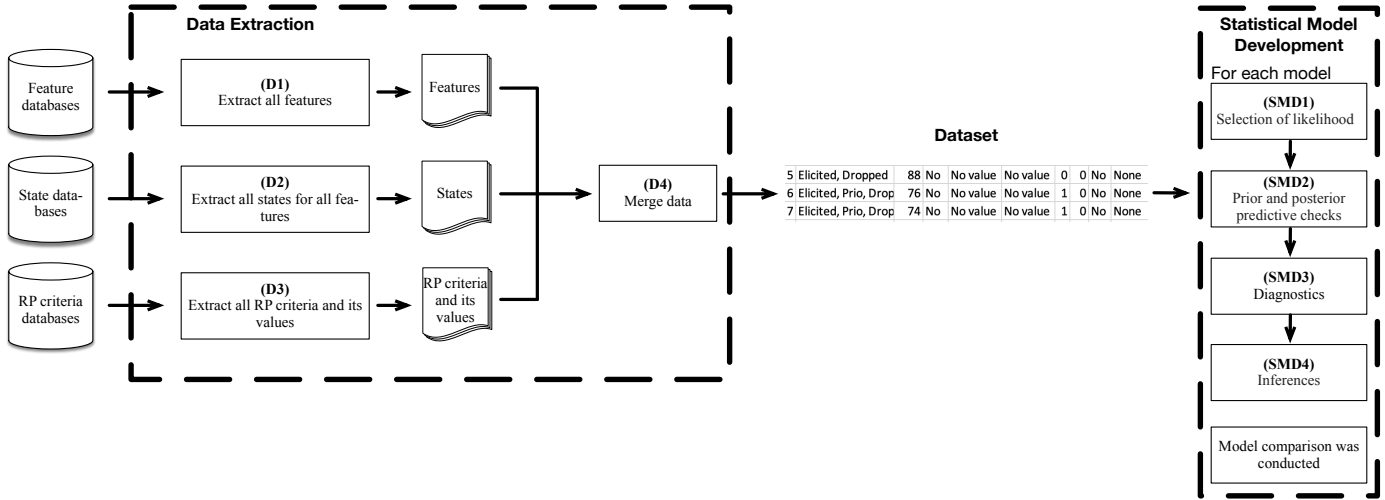 Data Extraction
Feature
databases
(D1)
Extract all features
Features
State data-
bases
(D2)
Extract all states for all fea-
tures
States
RP criteria
databases
(D3)
Extract all RP criteria and its
values
RP criteria
and its
values
(D4)
Merge data
Dataset
5 Elicited, Dropped 88 No No value No value 0 0 No None
6 Elicited, Prio, Drop 76 No No value No value 1 0 No None
7 Elicited, Prio, Drop 74 No No value No value 1 0 No None
Statistical Model
Development
For each model
(SMD1)
Selection of likelihood
(SMD2)
Prior and posterior
predictive checks
(SMD3)
Diagnostics
(SMD4)
Inferences
Model comparison was
conducted